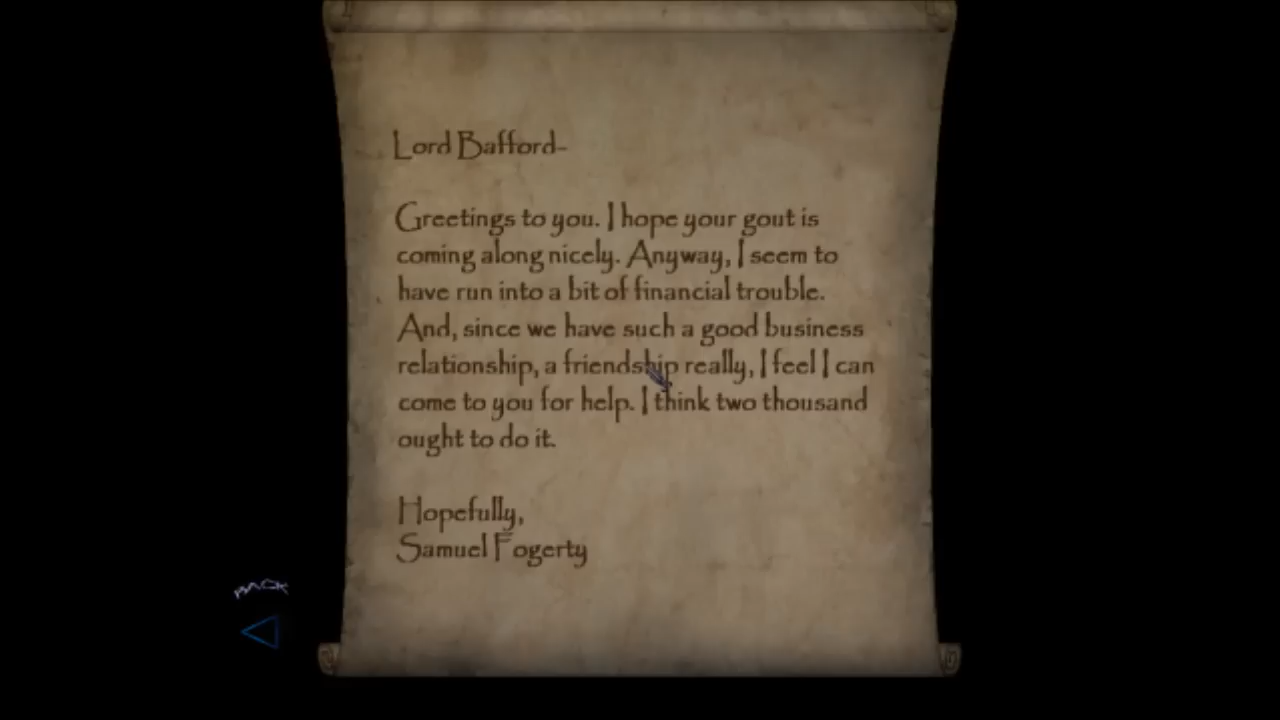 Lord Bafford-
Greetings to you. I hope your gout is
coming along nicely. Anyway, I seem to
have run into a bit of financial trouble.
And, since we have such a good business
relationship, a friendship really, I feel I can
come to you for help. I think two thousand
ought to do it.
Hopefully,
Samuel Fogerty
BACK